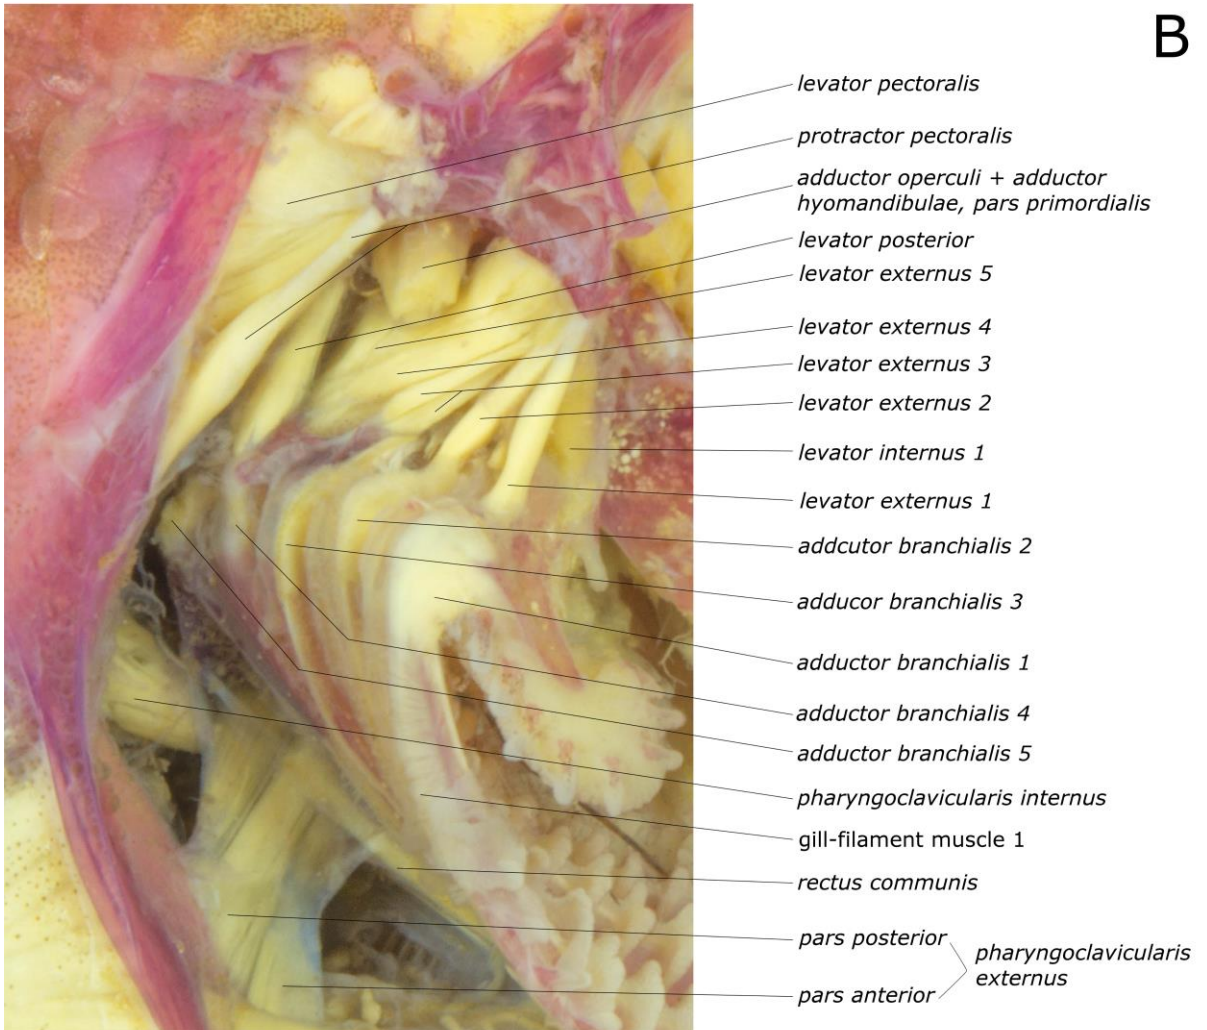 B
levator pectoralis
protractor pectoralis
adductor operculi + adductor
hyomandibulae, pars primordialis
levator posterior
levator externus 5
levator externus 4
levator externus 3
levator externus 2
levator internus 1
levator externus 1
addcutor branchialis 2
adducor branchialis 3
adductor branchialis 1
adductor branchialis 4
adductor branchialis 5
pharyngoclavicularis internus
gill-filament muscle 1
rectus communis
pars posterior
pharyngoclavicularis
externus
pars anterior